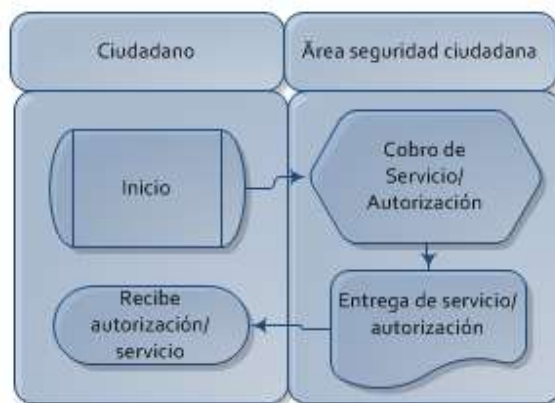 Ciudadano
Área seguridad ciudadana
Inicio
Cobro de
Servicio/
Autorización
Recibe
autorización/
servicio
Entrega de servicio/
autorización